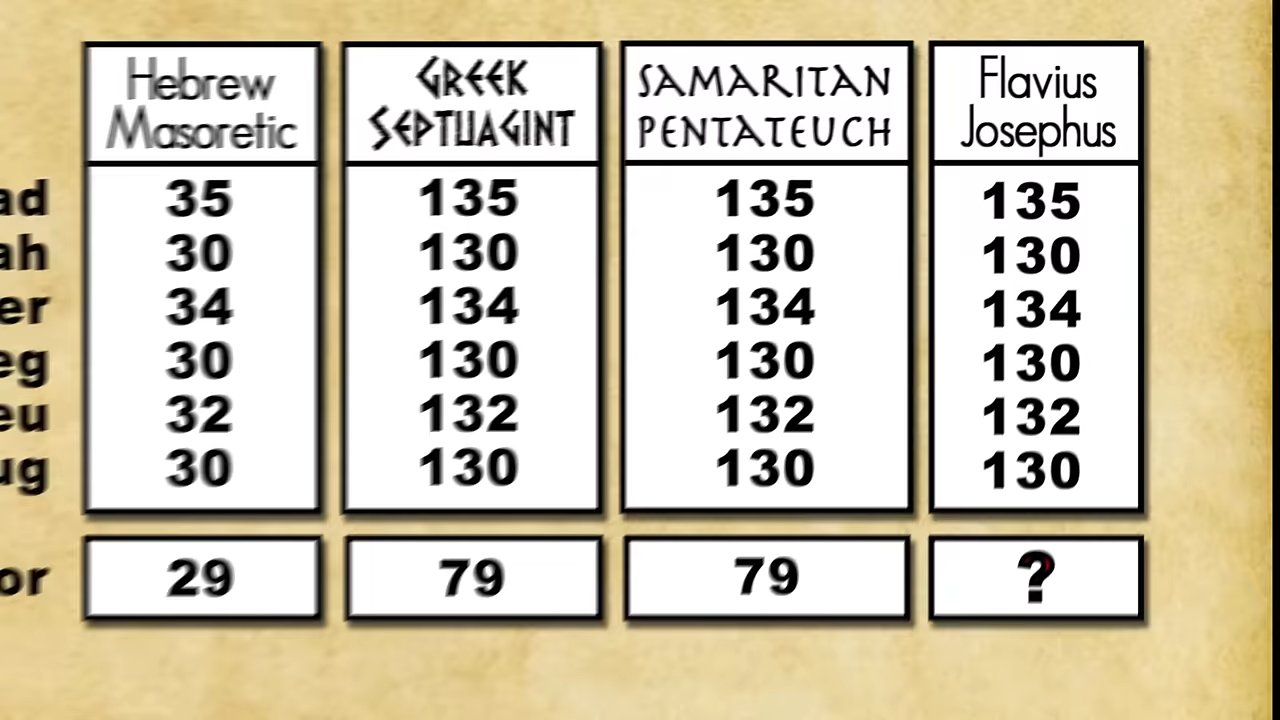 Hebrew Masoretic GREEK SEPTUAGINT SAMARITAN PENTATEUCH Flavius Josephus
ad 35 135 135 135
ah 30 130 130 130
er 34 134 134 134
eg 30 130 130 130
eu 32 132 132 132
ug 30 130 130 130
or 29 79 79 ?